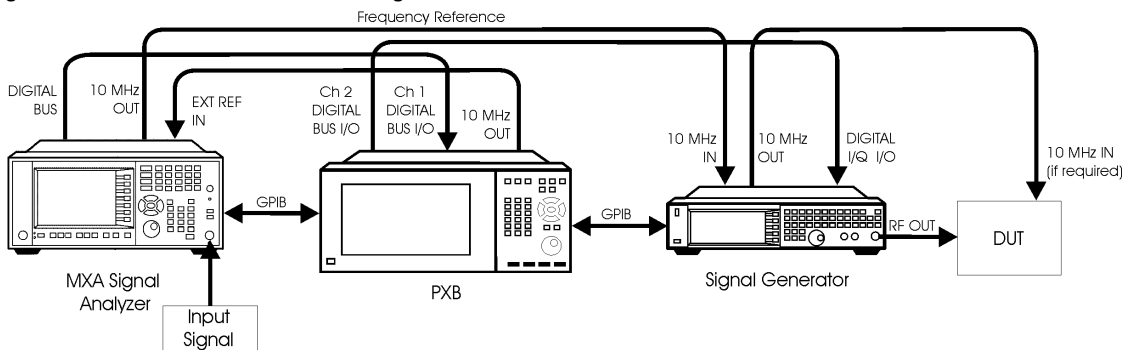 Frequency Reference
DIGITAL
BUS
10 MHz
OUT
EXT REF
IN
Ch 2
DIGITAL
BUS I/O
Ch 1
DIGITAL
BUS I/O
10 MHz
OUT
10 MHz
IN
10 MHz
OUT
DIGITAL
I/Q I/O
10 MHz IN
(if required)
GPIB
GPIB
RF OUT
DUT
MXA Signal
Analyzer
PXB
Signal Generator
Input
Signal